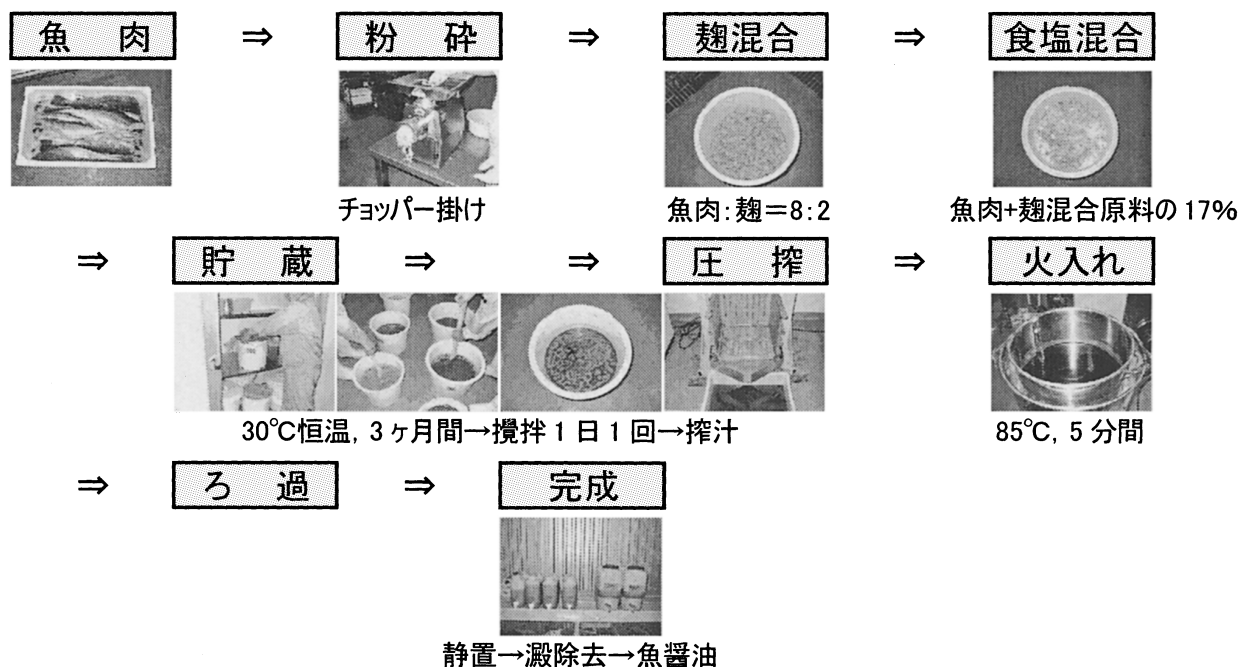 魚 肉 ⇒ 粉 砕 ⇒ 麹混合 ⇒ 食塩混合
チョッパー掛け 魚肉:麹=8:2 魚肉+麹混合原料の17%
⇒ 貯 蔵 ⇒ ⇒ 圧 搾 ⇒ 火入れ
30℃恒温, 3ヶ月間→攪拌1日1回→搾汁 85℃, 5分間
⇒ ろ 過 ⇒ 完成
静置→澱除去→魚醤油